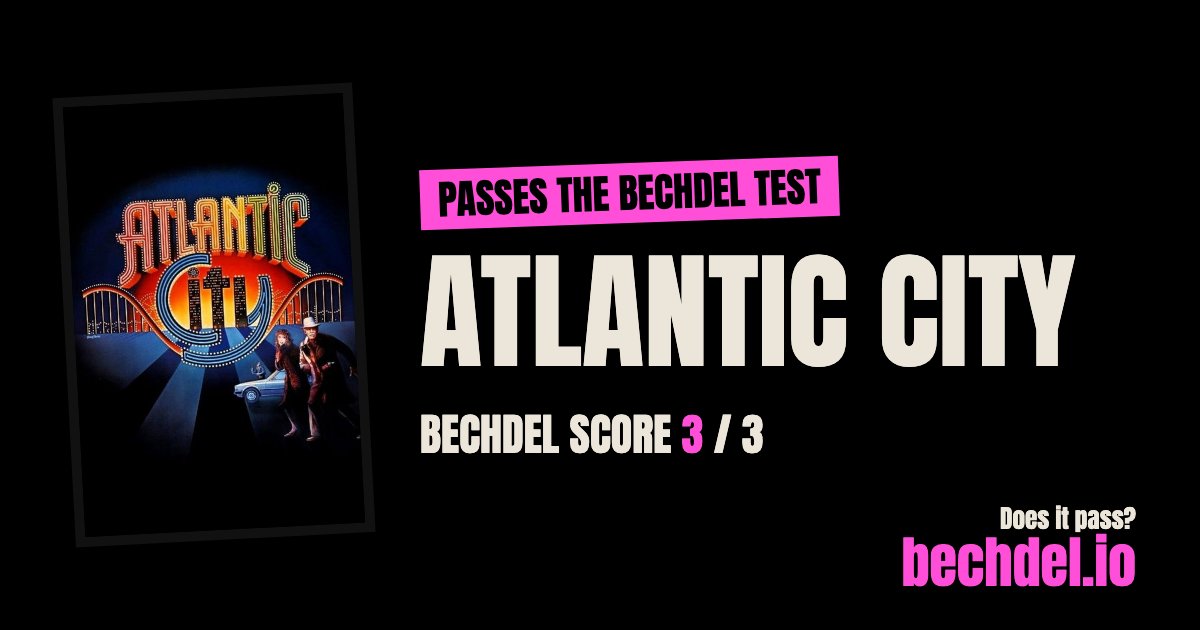 ATLANTIC
City
PASSES THE BECHDEL TEST
ATLANTIC CITY
BECHDEL SCORE 3 / 3
Does it pass?
bechdel.io